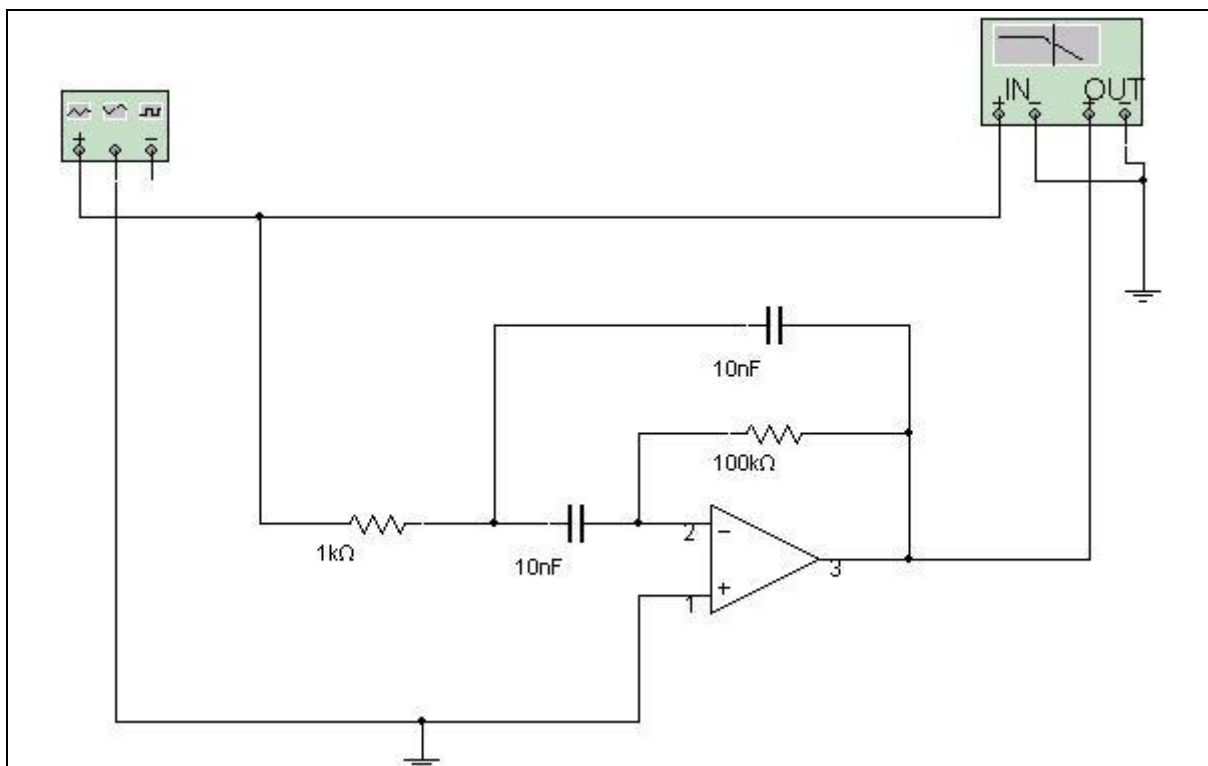 IN OUT
+ - + -
+ -
10nF
100kΩ
1kΩ
10nF
2
-
3
+
1